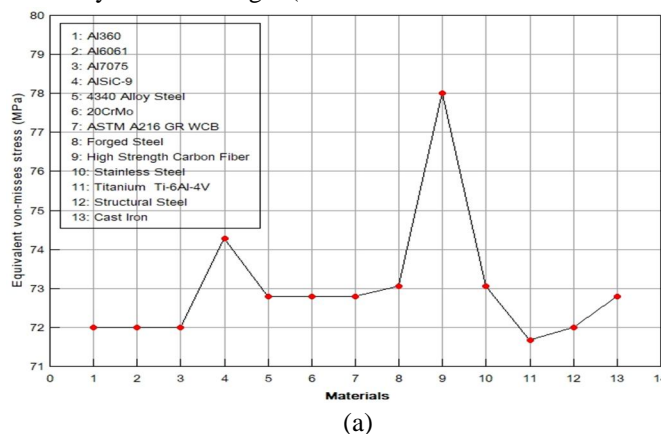 80
79
78
77
76
75
74
73
72
71
Equivalent von-misses stress (MPa)
1: Al360
2: Al6061
3: Al7075
4: AlSiC-9
5: 4340 Alloy Steel
6: 20CrMo
7: ASTM A216 GR WCB
8: Forged Steel
9: High Strength Carbon Fiber
10: Stainless Steel
11: Titanium Ti-6Al-4V
12: Structural Steel
13: Cast Iron
0 1 2 3 4 5 6 7 8 9 10 11 12 13 14
Materials
(a)